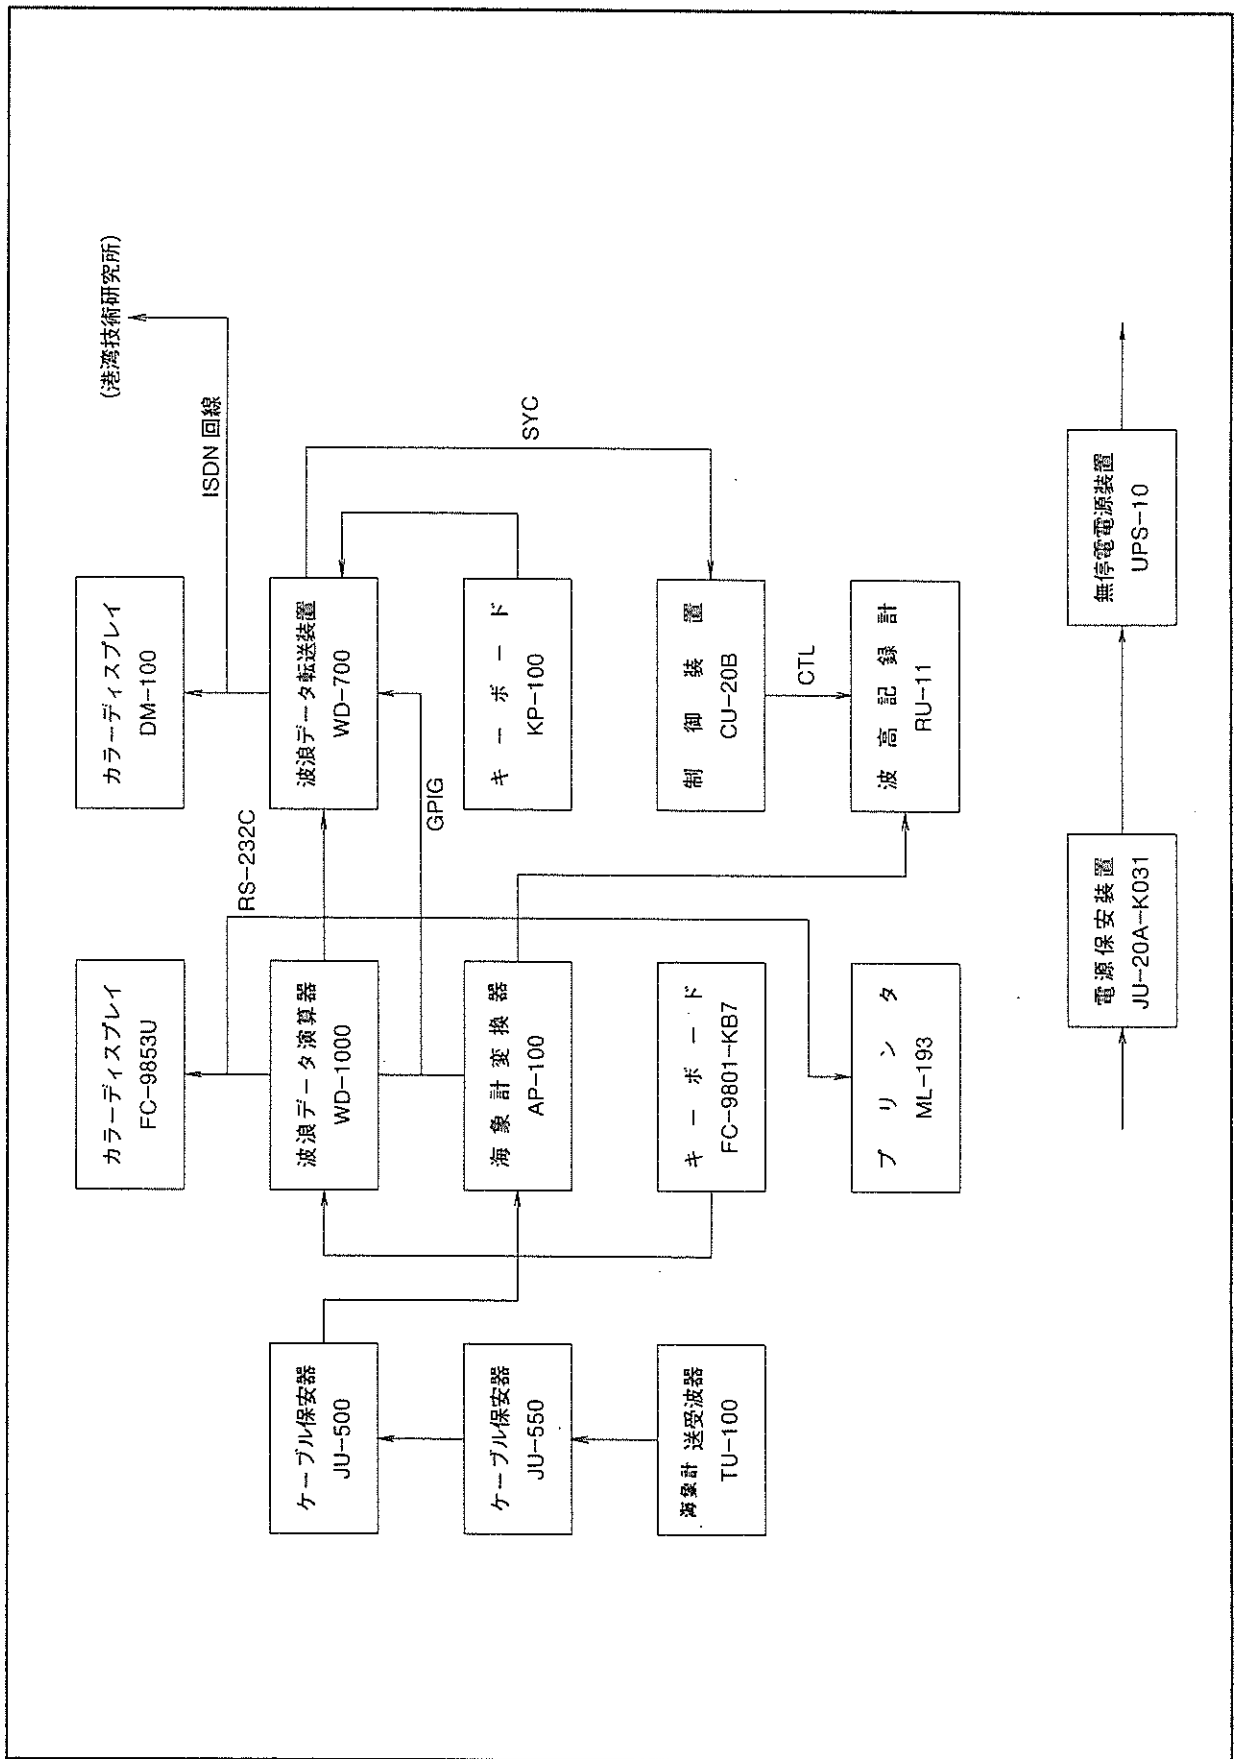 カラーディスプレイ
FC-9853U
カラーディスプレイ
DM-100
(港湾技術研究所)
RS-232C
ISDN 回線
ケーブル保安器
JU-500
波浪データ演算器
WD-1000
波浪データ転送装置
WD-700
GPIG
SYC
ケーブル保安器
JU-550
海象計変換器
AP-100
キーボード
KP-100
海象計 送受波器
TU-100
キーボード
FC-9801-KB7
制御装置
CU-20B
CTL
プリンタ
ML-193
波高記録計
RU-11
電源保安装置
JU-20A-K031
無停電電源装置
UPS-10